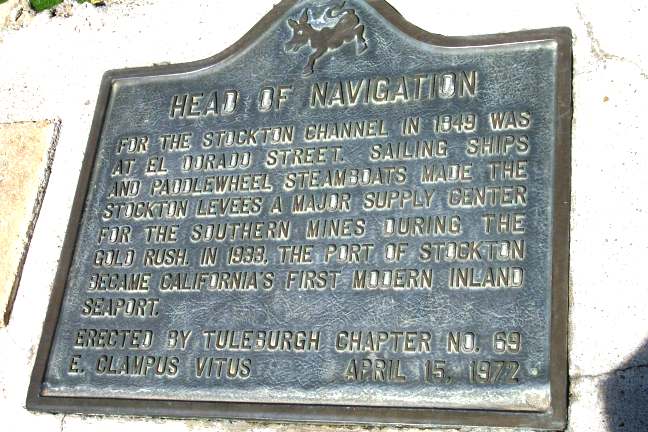 HEAD OF NAVIGATION
FOR THE STOCKTON CHANNEL IN 1849 WAS
AT EL DORADO STREET. SAILING SHIPS
AND PADDLEWHEEL STEAMBOATS MADE THE
STOCKTON LEVEES A MAJOR SUPPLY CENTER
FOR THE SOUTHERN MINES DURING THE
GOLD RUSH. IN 1933, THE PORT OF STOCKTON
BECAME CALIFORNIA'S FIRST MODERN INLAND
SEAPORT.
ERECTED BY TULEBURGH CHAPTER NO. 69
E. CLAMPUS VITUS APRIL 15, 1972